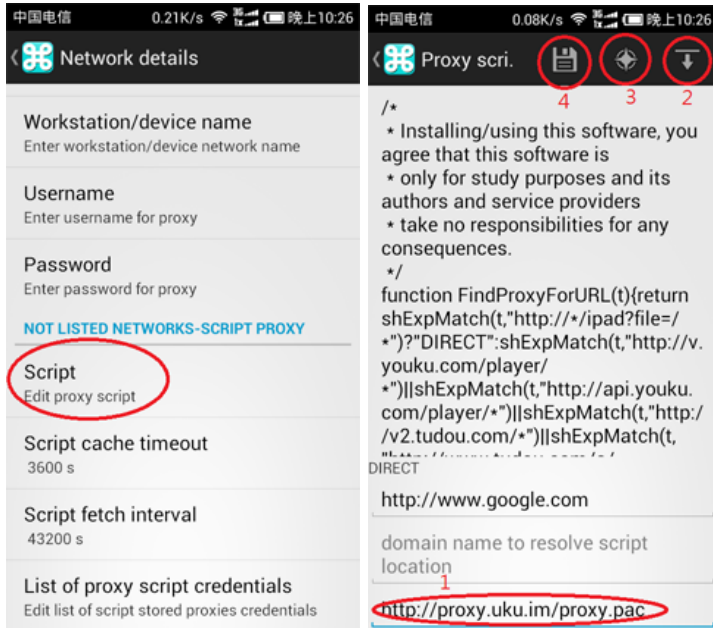 中国电信 0.21K/s 3G 1X 晚上10:26
Network details
Workstation/device name
Enter workstation/device network name
Username
Enter username for proxy
Password
Enter password for proxy
NOT LISTED NETWORKS-SCRIPT PROXY
Script
Edit proxy script
Script cache timeout
3600 s
Script fetch interval
43200 s
List of proxy script credentials
Edit list of script stored proxies credentials
中国电信 0.08K/s 3G 1X 晚上10:26
Proxy scri.
4 3 2
/*
* Installing/using this software, you
agree that this software is
* only for study purposes and its
authors and service providers
* take no responsibilities for any
consequences.
*/
function FindProxyForURL(t){return
shExpMatch(t,"http://*/ipad?file=/
*")?"DIRECT":shExpMatch(t,"http://v.
youku.com/player/
*")||shExpMatch(t,"http://api.youku.
com/player/*")||shExpMatch(t,"http:/
/v2.tudou.com/*")||shExpMatch(t,
DIRECT
http://www.google.com
domain name to resolve script
location
1
http://proxy.uku.im/proxy.pac